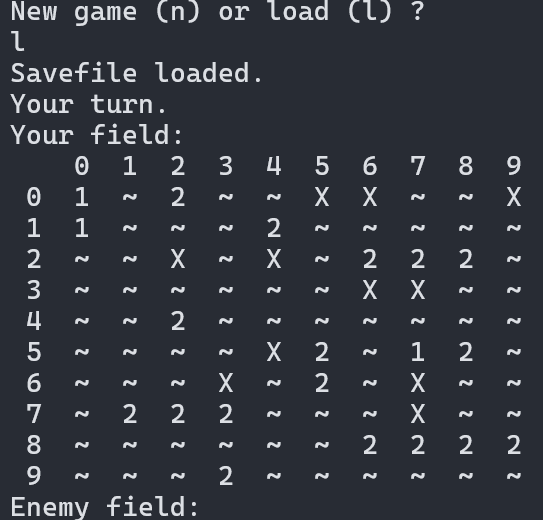 New game (n) or load (l) ?
l
Savefile loaded.
Your turn.
Your field:
    0  1  2  3  4  5  6  7  8  9
 0  1  ~  2  ~  ~  X  X  ~  ~  X
 1  1  ~  ~  ~  2  ~  ~  ~  ~  ~
 2  ~  ~  X  ~  X  ~  2  2  2  ~
 3  ~  ~  ~  ~  ~  ~  X  X  ~  ~
 4  ~  ~  2  ~  ~  ~  ~  ~  ~  ~
 5  ~  ~  ~  ~  X  2  ~  1  2  ~
 6  ~  ~  ~  X  ~  2  ~  X  ~  ~
 7  ~  2  2  2  ~  ~  ~  X  ~  ~
 8  ~  ~  ~  ~  ~  ~  2  2  2  2
 9  ~  ~  ~  2  ~  ~  ~  ~  ~  ~
Enemy field: